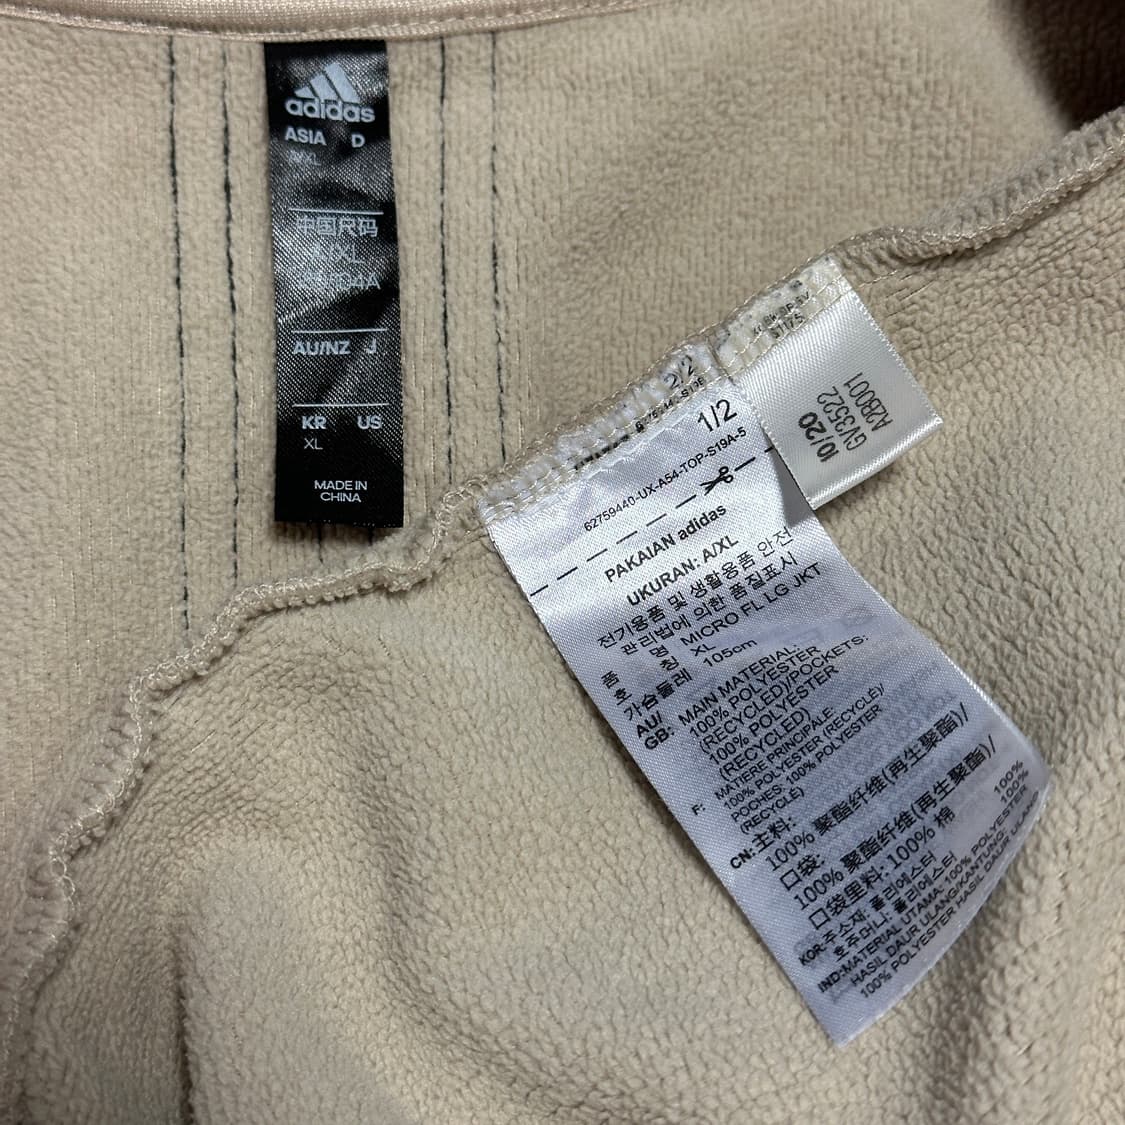 adidas
ASIA D
A/XL
中国尺码
A/XL
AU/NZ J
KR US
XL
MADE IN
CHINA
10/20
GV3522
A2B001
2/2
1/2
62759440-UX-A54-TOP-S19A-5
PAKAIAN adidas
UKURAN: A/XL
전기용품 및 생활용품 안전
관리법에 의한 품질표시
품 명 MICRO FL LG JKT
호 칭 XL
가슴둘레 105cm
AU/
GB: MAIN MATERIAL:
100% POLYESTER
(RECYCLED)/POCKETS:
100% POLYESTER
(RECYCLED)
F: MATIÈRE PRINCIPALE:
100% POLYESTER (RECYCLÉ)/
POCHES: 100% POLYESTER
(RECYCLÉ)
CN: 主料:
100% 聚酯纤维(再生聚酯)/
口袋:
100% 聚酯纤维(再生聚酯)/
口袋里料: 100% 棉
KOR: 주소재: 폴리에스터 100%
호주머니: 폴리에스터 100%
IND: MATERIAL UTAMA: 100% POLYESTER
HASIL DAUR ULANG/KANTUNG:
100% POLYESTER HASIL DAUR ULANG